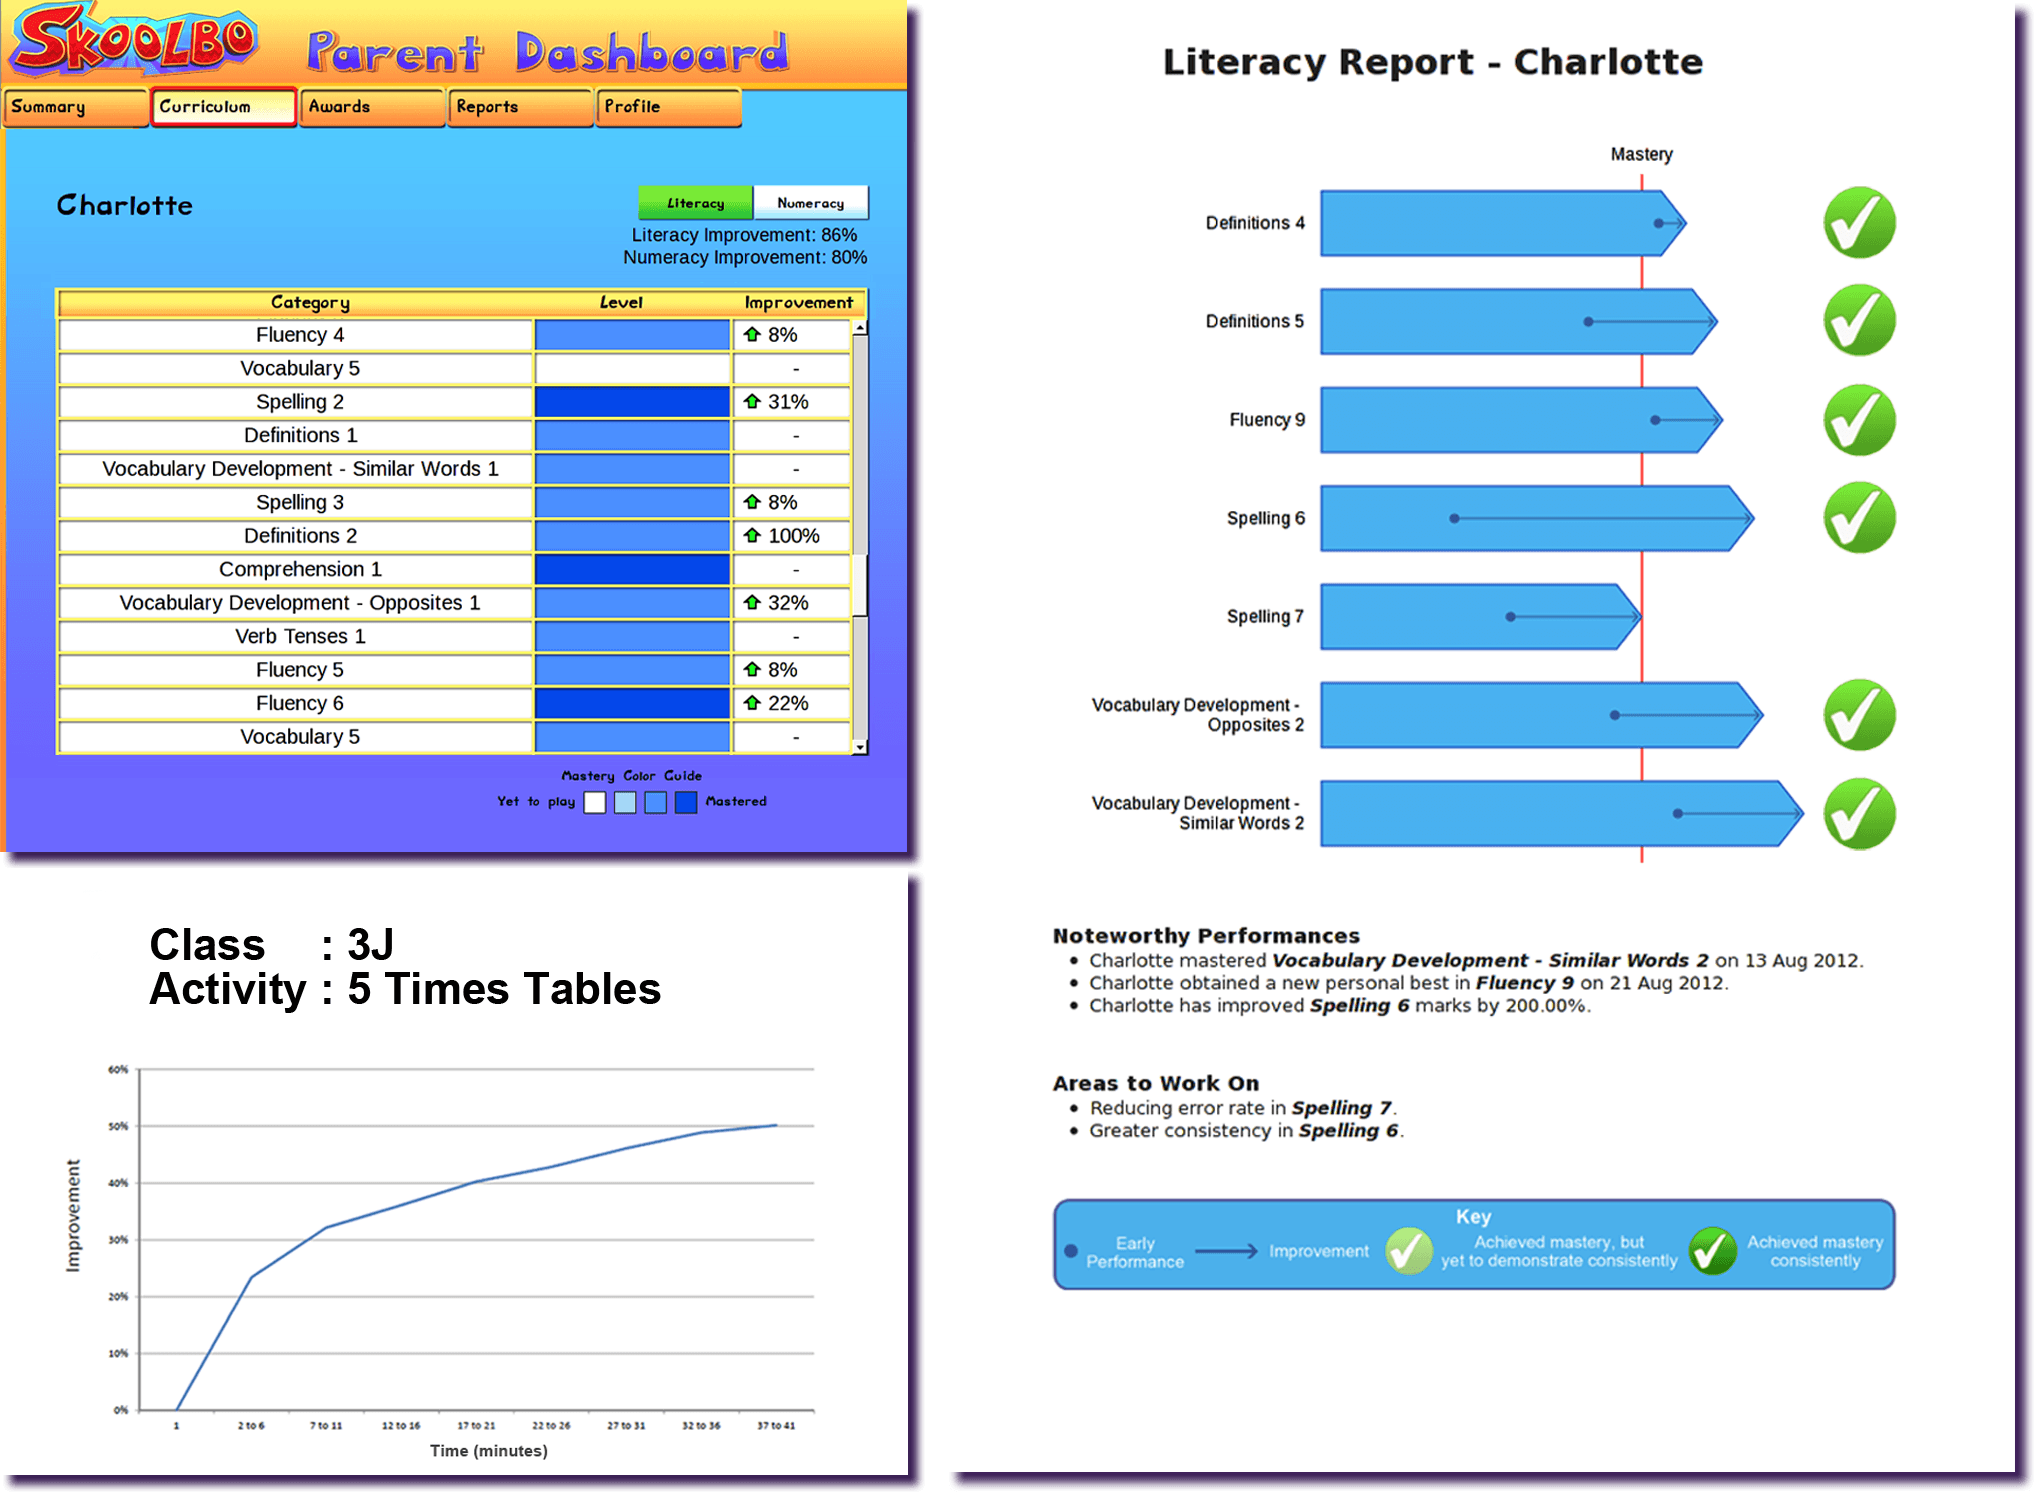 SKOOLBO
Parent Dashboard
Summary
Curriculum
Awards
Reports
Profile
Charlotte
Literacy
Numeracy
Literacy Improvement: 86%
Numeracy Improvement: 80%
Category Level Improvement
Fluency 4 8%
Vocabulary 5 -
Spelling 2 31%
Definitions 1 -
Vocabulary Development - Similar Words 1 -
Spelling 3 8%
Definitions 2 100%
Comprehension 1 -
Vocabulary Development - Opposites 1 32%
Verb Tenses 1 -
Fluency 5 8%
Fluency 6 22%
Vocabulary 5 -
Mastery Color Guide
Yet to play Mastered
Class : 3J
Activity : 5 Times Tables
60%
50%
40%
30%
20%
10%
0%
Improvement
1 2 to 6 7 to 11 12 to 16 17 to 21 22 to 26 27 to 31 32 to 36 37 to 41
Time (minutes)
Literacy Report - Charlotte
Mastery
Definitions 4
Definitions 5
Fluency 9
Spelling 6
Spelling 7
Vocabulary Development -
Opposites 2
Vocabulary Development -
Similar Words 2
Noteworthy Performances
• Charlotte mastered Vocabulary Development - Similar Words 2 on 13 Aug 2012.
• Charlotte obtained a new personal best in Fluency 9 on 21 Aug 2012.
• Charlotte has improved Spelling 6 marks by 200.00%.
Areas to Work On
• Reducing error rate in Spelling 7.
• Greater consistency in Spelling 6.
Key
Early
Performance
Improvement
Achieved mastery, but
yet to demonstrate consistently
Achieved mastery
consistently